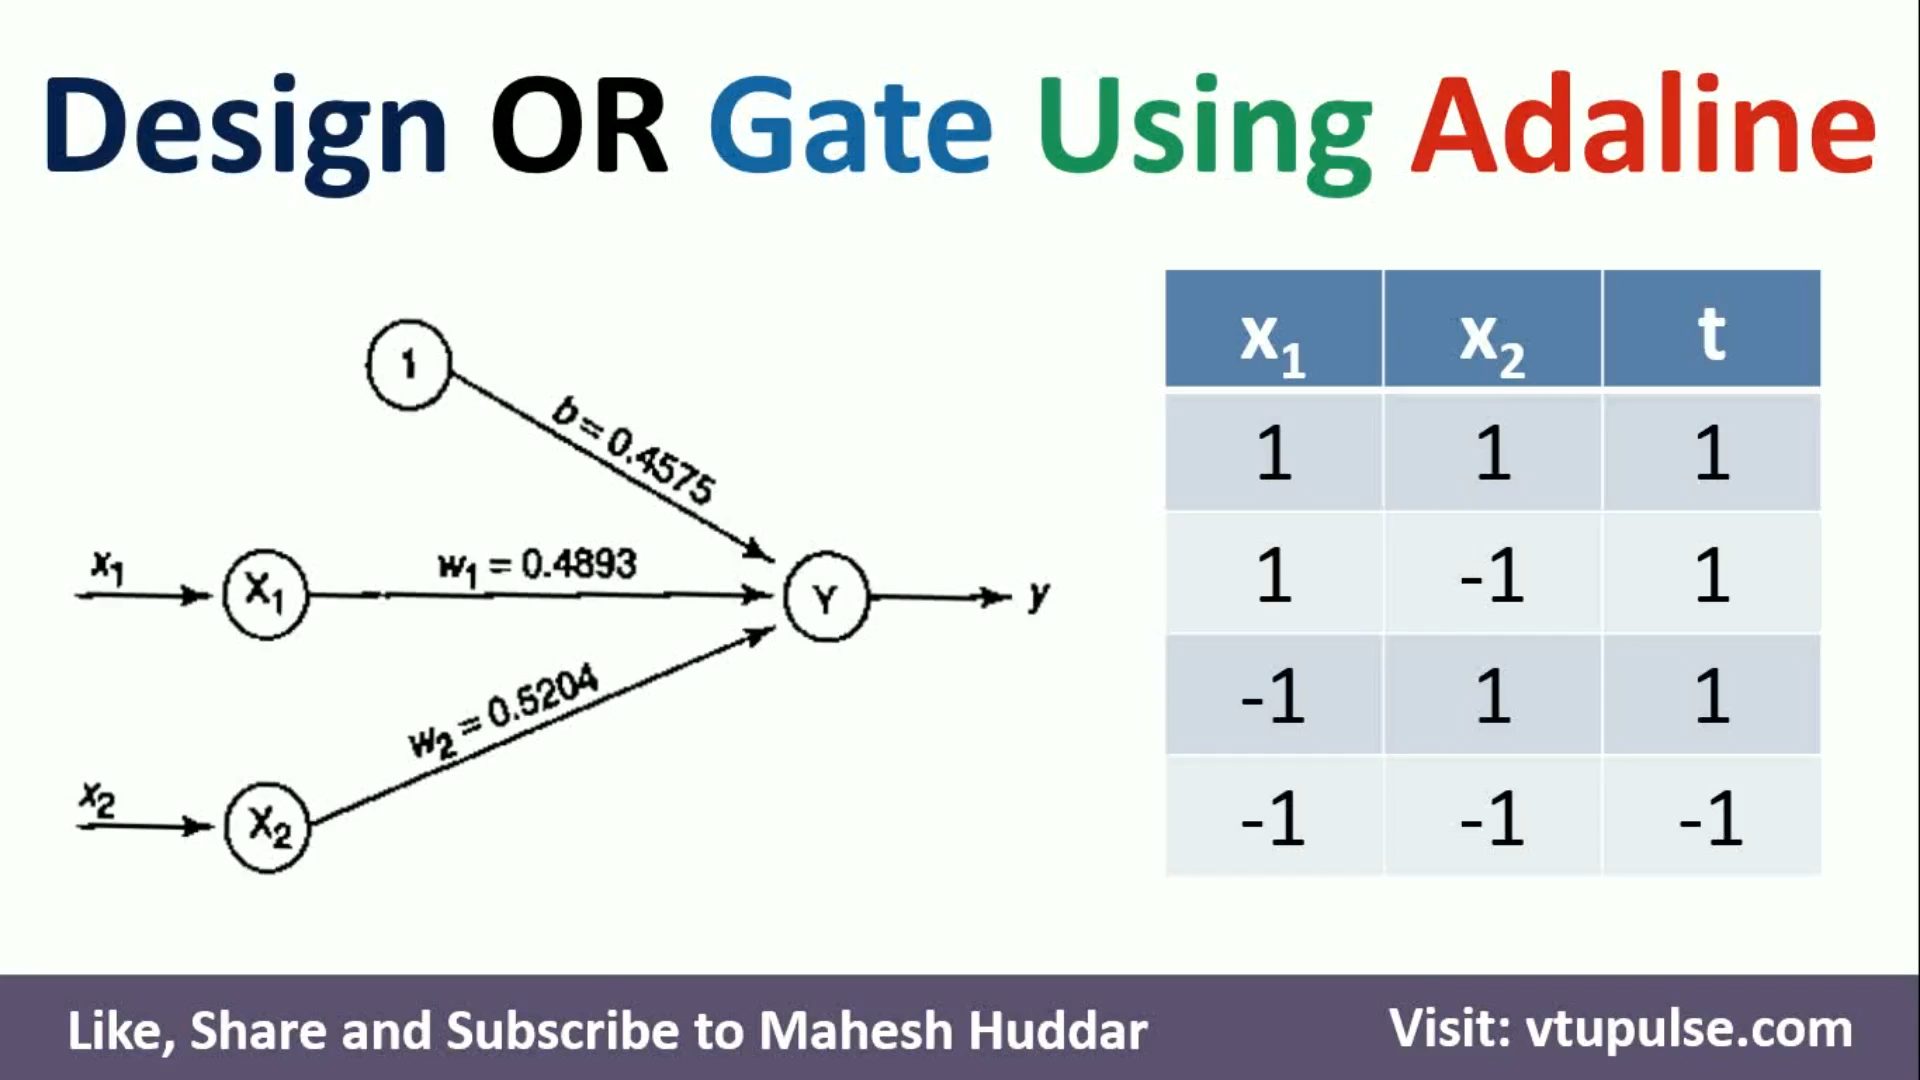 Design OR Gate Using Adaline
1
b = 0.4575
x₁
X₁
w₁ = 0.4893
Y
y
w₂ = 0.5204
x₂
X₂
x₁ x₂ t
1 1 1
1 -1 1
-1 1 1
-1 -1 -1
Like, Share and Subscribe to Mahesh Huddar
Visit: vtupulse.com